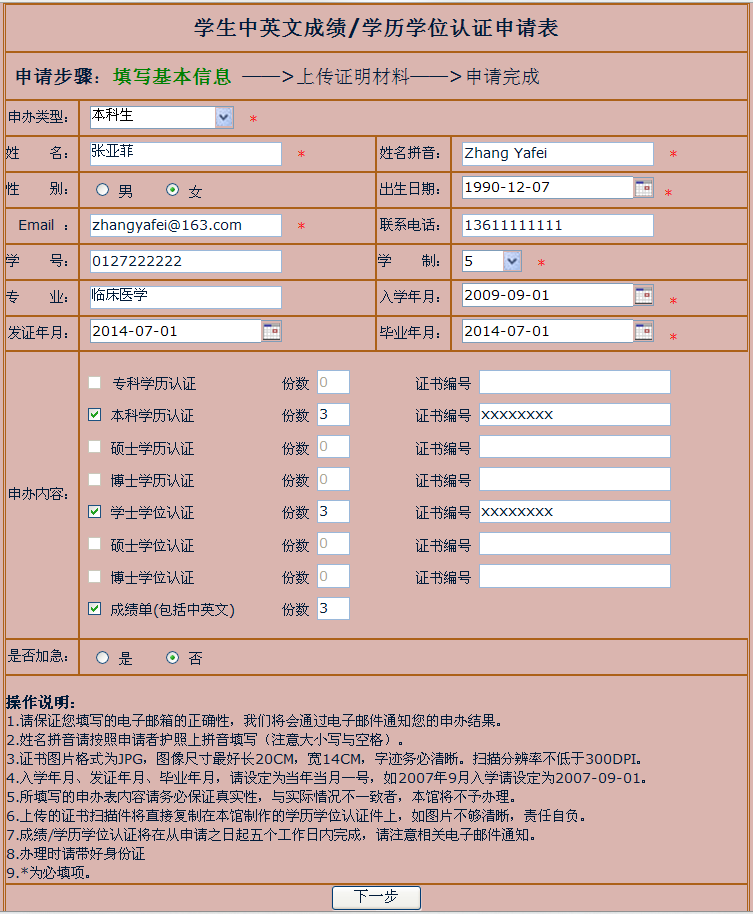 学生中英文成绩/学历学位认证申请表
申请步骤：填写基本信息 ——>上传证明材料——>申请完成
申办类型： 本科生 *
姓 名： 张亚菲 * 姓名拼音： Zhang Yafei *
性 别： 男 女 出生日期： 1990-12-07 *
Email ： zhangyafei@163.com * 联系电话： 13611111111
学 号： 0127222222 学 制： 5 *
专 业： 临床医学 入学年月： 2009-09-01 *
发证年月： 2014-07-01 毕业年月： 2014-07-01 *
申办内容：
专科学历认证 份数 0 证书编号
本科学历认证 份数 3 证书编号 xxxxxxxx
硕士学历认证 份数 0 证书编号
博士学历认证 份数 0 证书编号
学士学位认证 份数 3 证书编号 xxxxxxxx
硕士学位认证 份数 0 证书编号
博士学位认证 份数 0 证书编号
成绩单(包括中英文) 份数 3
是否加急： 是 否
操作说明：
1.请保证您填写的电子邮箱的正确性，我们将会通过电子邮件通知您的申办结果。
2.姓名拼音请按照申请者护照上拼音填写（注意大小写与空格）。
3.证书图片格式为JPG，图像尺寸最好长20CM，宽14CM，字迹务必清晰。扫描分辨率不低于300DPI。
4.入学年月、发证年月、毕业年月，请设定为当年当月一号，如2007年9月入学请设定为2007-09-01。
5.所填写的申办表内容请务必保证真实性，与实际情况不一致者，本馆将不予办理。
6.上传的证书扫描件将直接复制在本馆制作的学历学位认证件上，如图片不够清晰，责任自负。
7.成绩/学历学位认证将在从申请之日起五个工作日内完成，请注意相关电子邮件通知。
8.办理时请带好身份证
9.*为必填项。
下一步